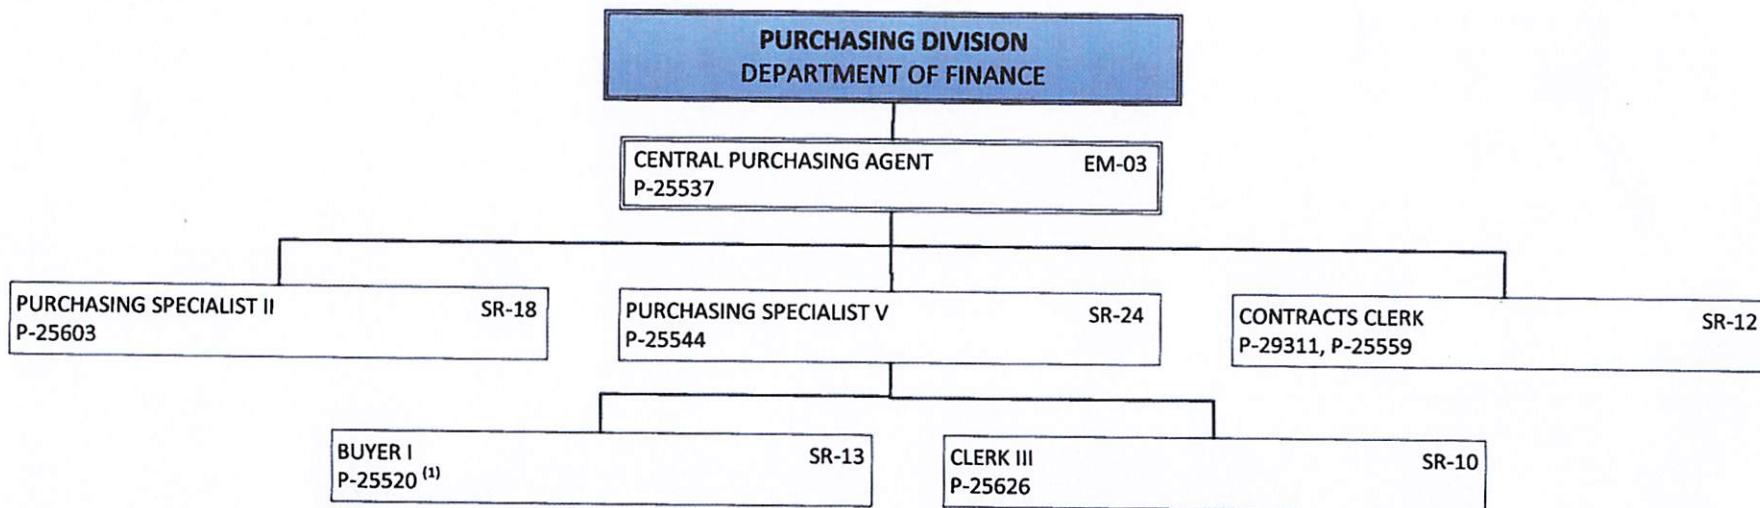 PURCHASING DIVISION
DEPARTMENT OF FINANCE
CENTRAL PURCHASING AGENT EM-03
P-25537
PURCHASING SPECIALIST II SR-18
P-25603
PURCHASING SPECIALIST V SR-24
P-25544
CONTRACTS CLERK SR-12
P-29311, P-25559
BUYER I SR-13
P-25520 (1)
CLERK III SR-10
P-25626